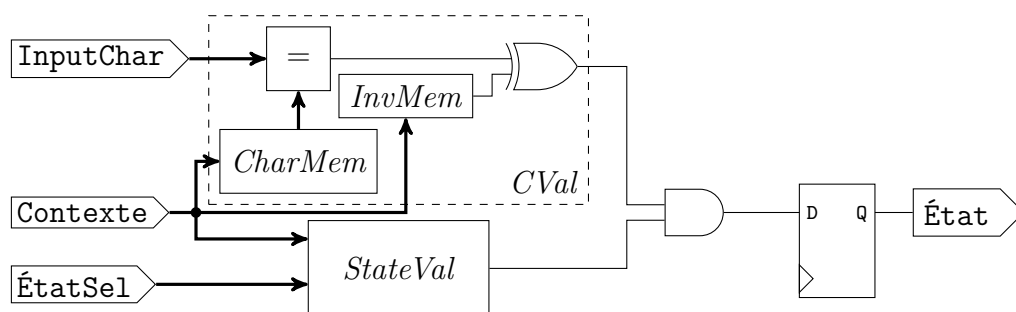 InputChar
=
InvMem
CharMem
CVal
Contexte
D Q
État
StateVal
ÉtatSel